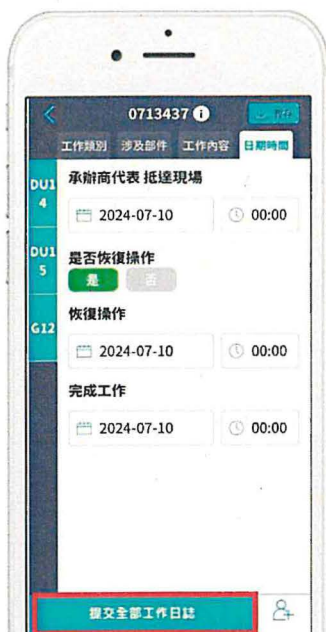 0713437
工作類別 涉及部件 工作內容 日期時間
DU1
4
DU1
5
G12
承辦商代表 抵達現場
2024-07-10 00:00
是否恢復操作
是 否
恢復操作
2024-07-10 00:00
完成工作
2024-07-10 00:00
提交全部工作日誌